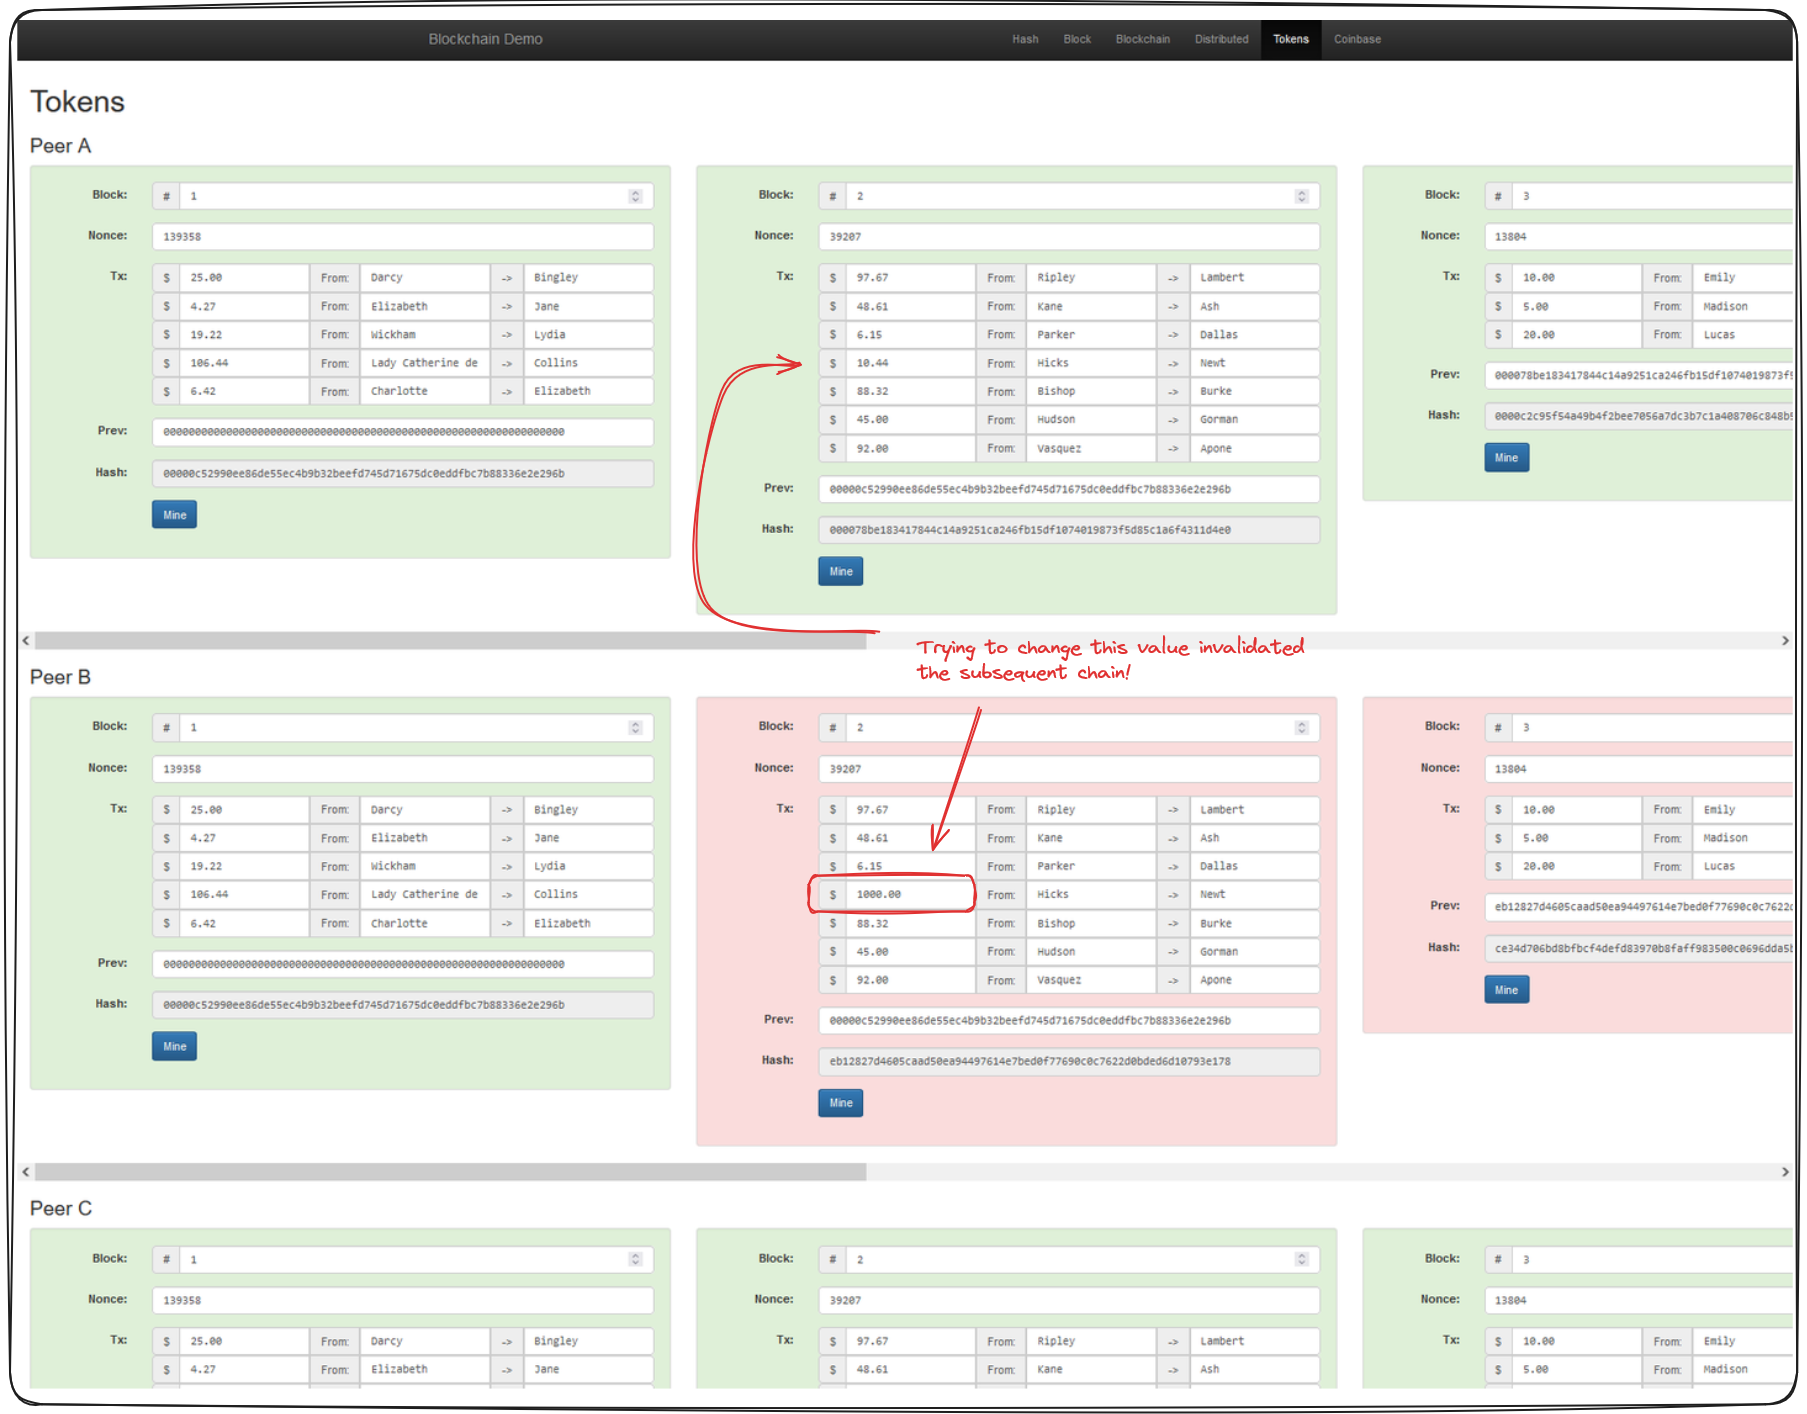 Blockchain Demo Hash Block Blockchain Distributed Tokens Coinbase
Tokens
Peer A
Block: # 1
Nonce: 139358
Tx: $ 25.00 From: Darcy -> Bingley
$ 4.27 From: Elizabeth -> Jane
$ 19.22 From: Wickham -> Lydia
$ 106.44 From: Lady Catherine de -> Collins
$ 6.42 From: Charlotte -> Elizabeth
Prev: 0000000000000000000000000000000000000000000000000000000000000000
Hash: 00000c52990ee86de55ec4b9b32beefd745d71675dc0eddfbc7b88336e2e296b
Mine
Block: # 2
Nonce: 39207
Tx: $ 97.67 From: Ripley -> Lambert
$ 48.61 From: Kane -> Ash
$ 6.15 From: Parker -> Dallas
$ 10.44 From: Hicks -> Newt
$ 88.32 From: Bishop -> Burke
$ 45.00 From: Hudson -> Gorman
$ 92.00 From: Vasquez -> Apone
Prev: 00000c52990ee86de55ec4b9b32beefd745d71675dc0eddfbc7b88336e2e296b
Hash: 000078be183417844c14a9251ca246fb15df1074019873f5d85c1a6f4311d4e0
Mine
Block: # 3
Nonce: 13804
Tx: $ 10.00 From: Emily
$ 5.00 From: Madison
$ 20.00 From: Lucas
Prev: 000078be183417844c14a9251ca246fb15df1074019873f5
Hash: 0000c2c95f54a49b4f2bee7056a7dc3b7c1a408706c848b5
Mine
Trying to change this value invalidated
the subsequent chain!
Peer B
Block: # 1
Nonce: 139358
Tx: $ 25.00 From: Darcy -> Bingley
$ 4.27 From: Elizabeth -> Jane
$ 19.22 From: Wickham -> Lydia
$ 106.44 From: Lady Catherine de -> Collins
$ 6.42 From: Charlotte -> Elizabeth
Prev: 0000000000000000000000000000000000000000000000000000000000000000
Hash: 00000c52990ee86de55ec4b9b32beefd745d71675dc0eddfbc7b88336e2e296b
Mine
Block: # 2
Nonce: 39207
Tx: $ 97.67 From: Ripley -> Lambert
$ 48.61 From: Kane -> Ash
$ 6.15 From: Parker -> Dallas
$ 1000.00 From: Hicks -> Newt
$ 88.32 From: Bishop -> Burke
$ 45.00 From: Hudson -> Gorman
$ 92.00 From: Vasquez -> Apone
Prev: 00000c52990ee86de55ec4b9b32beefd745d71675dc0eddfbc7b88336e2e296b
Hash: eb12827d4605caad50ea94497614e7bed0f77690c0c7622d0bded6d10793e178
Mine
Block: # 3
Nonce: 13804
Tx: $ 10.00 From: Emily
$ 5.00 From: Madison
$ 20.00 From: Lucas
Prev: eb12827d4605caad50ea94497614e7bed0f77690c0c7622d
Hash: ce34d706bd8bfbcf4defd83970b8faff983500c0696dda5b
Mine
Peer C
Block: # 1
Nonce: 139358
Tx: $ 25.00 From: Darcy -> Bingley
$ 4.27 From: Elizabeth -> Jane
Block: # 2
Nonce: 39207
Tx: $ 97.67 From: Ripley -> Lambert
$ 48.61 From: Kane -> Ash
Block: # 3
Nonce: 13804
Tx: $ 10.00 From: Emily
$ 5.00 From: Madison